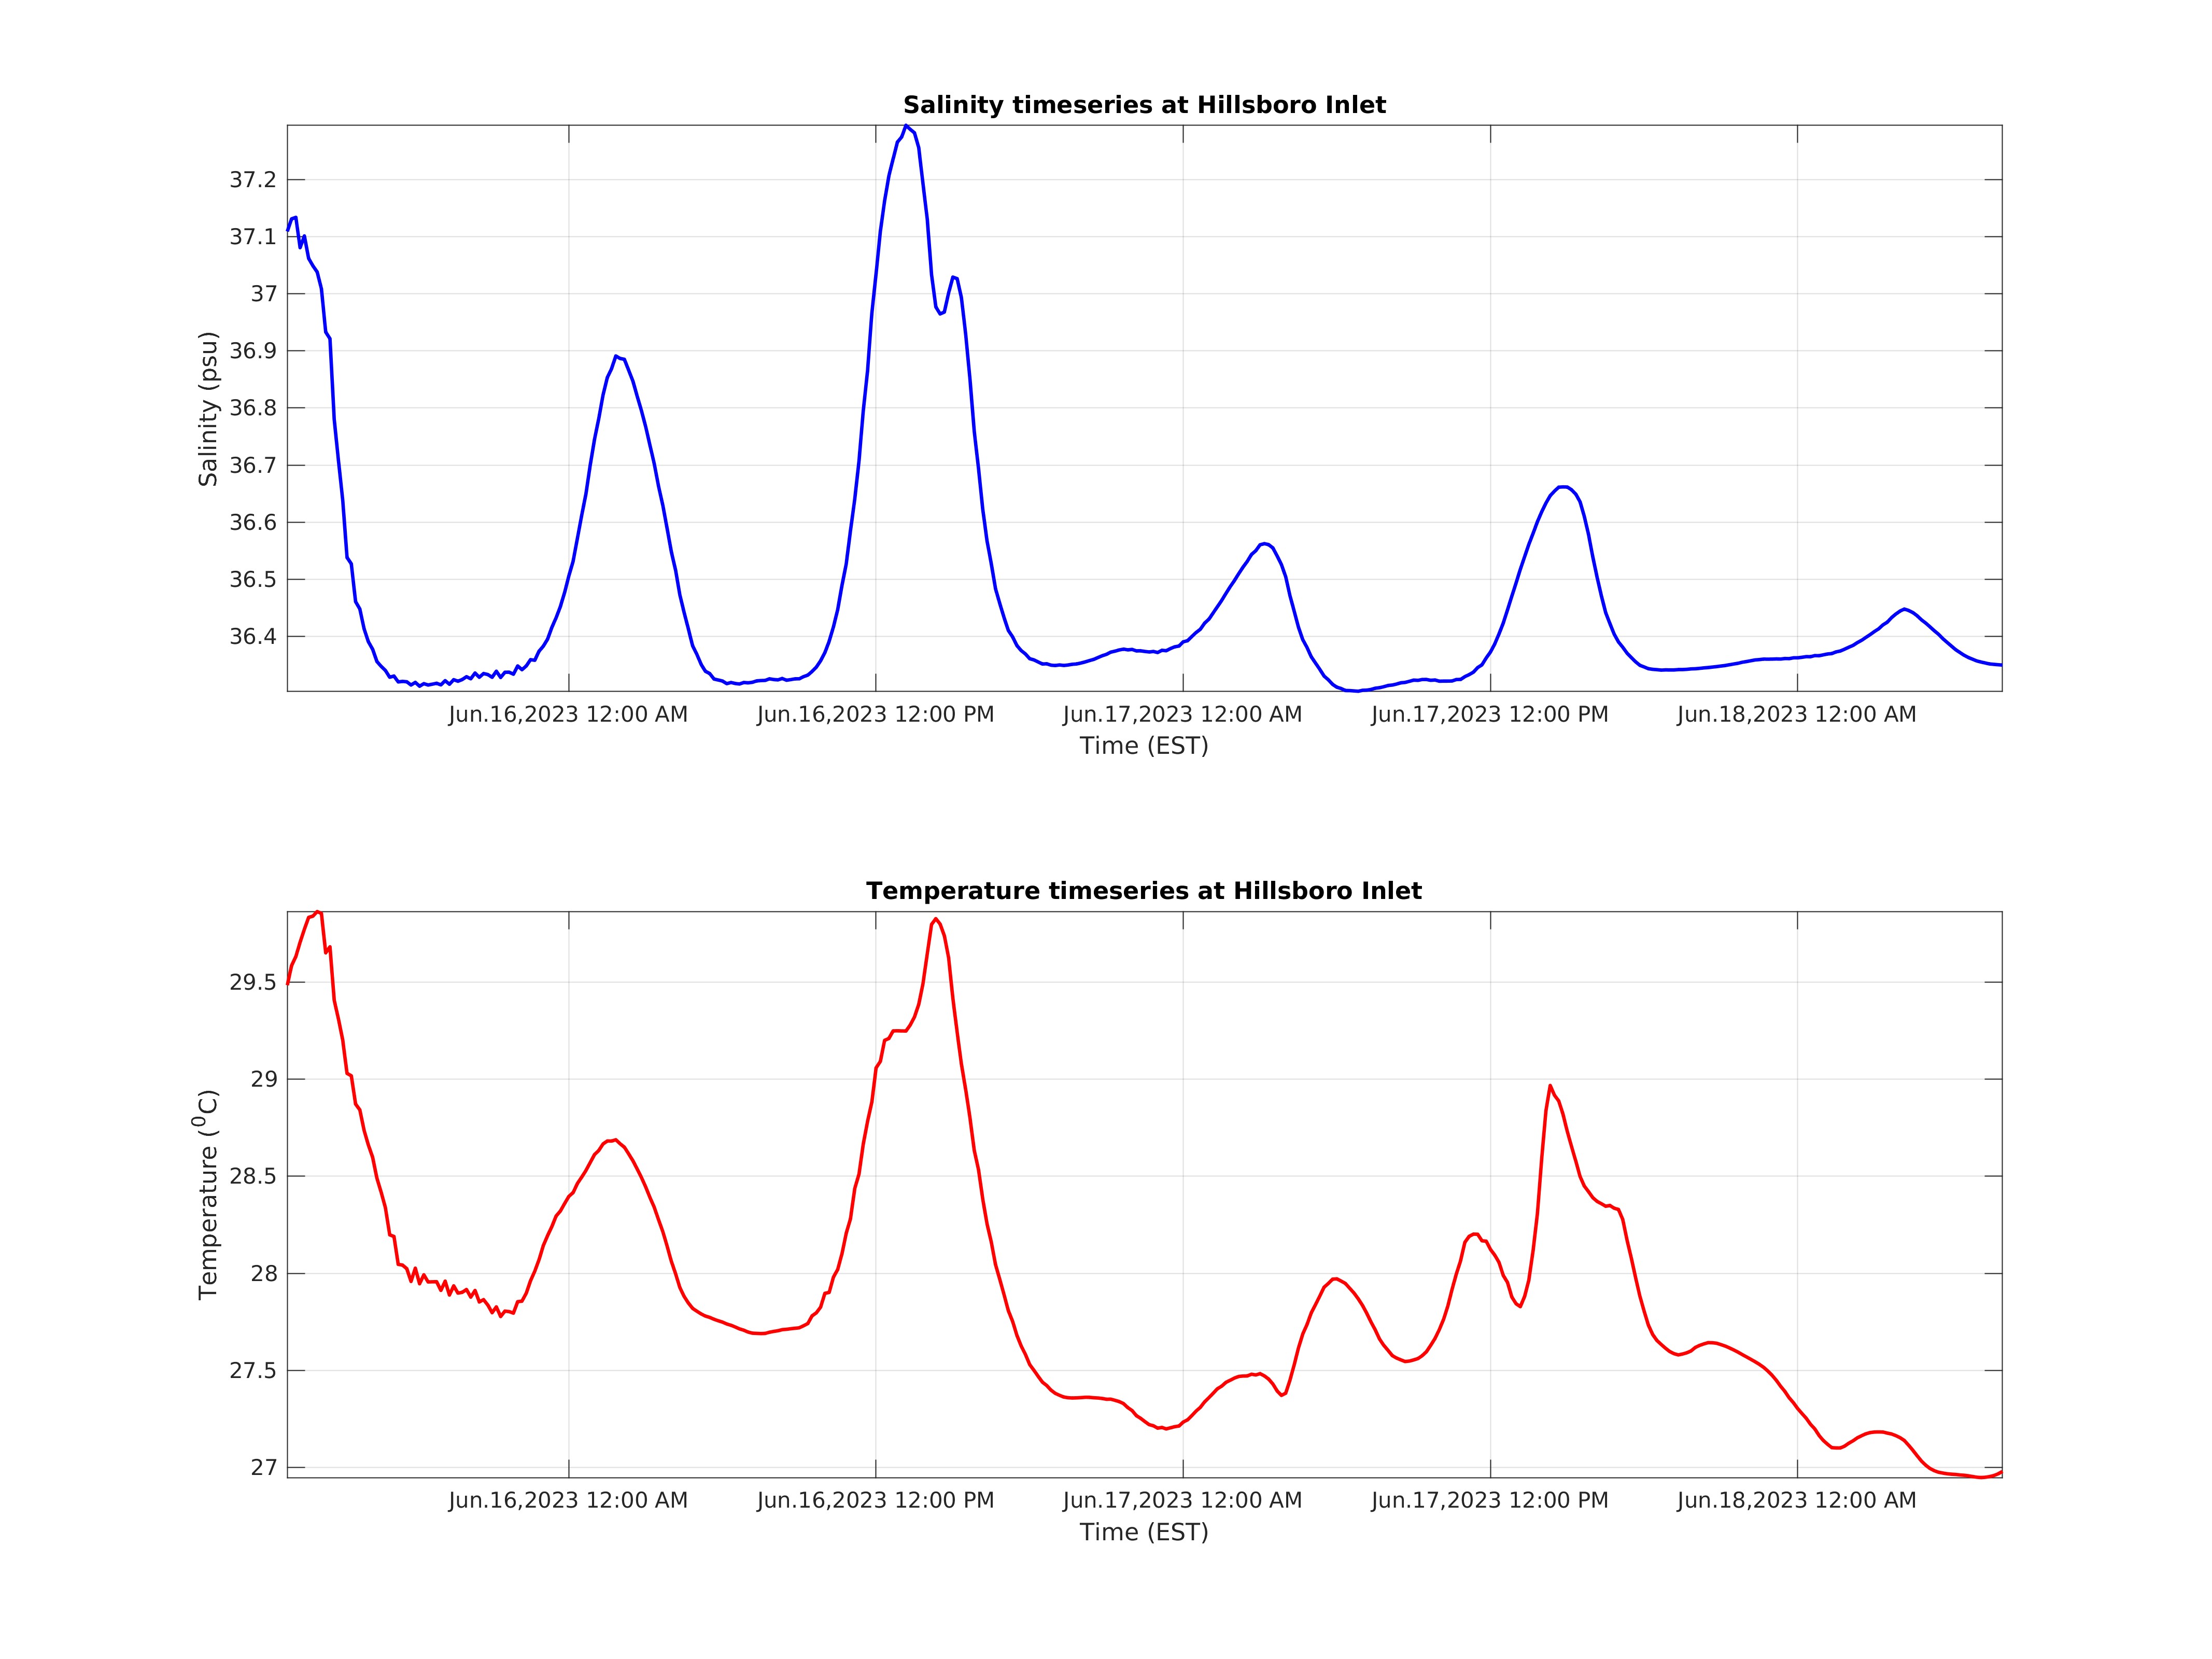 Salinity timeseries at Hillsboro Inlet
Salinity (psu)
37.2
37.1
37
36.9
36.8
36.7
36.6
36.5
36.4
Jun.16,2023 12:00 AM
Jun.16,2023 12:00 PM
Jun.17,2023 12:00 AM
Jun.17,2023 12:00 PM
Jun.18,2023 12:00 AM
Time (EST)
Temperature timeseries at Hillsboro Inlet
Temperature (⁰C)
29.5
29
28.5
28
27.5
27
Jun.16,2023 12:00 AM
Jun.16,2023 12:00 PM
Jun.17,2023 12:00 AM
Jun.17,2023 12:00 PM
Jun.18,2023 12:00 AM
Time (EST)